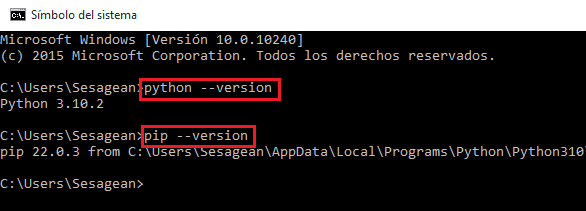 Símbolo del sistema
Microsoft Windows [Versión 10.0.10240]
(c) 2015 Microsoft Corporation. Todos los derechos reservados.
C:\Users\Sesagean>python --version
Python 3.10.2
C:\Users\Sesagean>pip --version
pip 22.0.3 from C:\Users\Sesagean\AppData\Local\Programs\Python\Python310\
C:\Users\Sesagean>